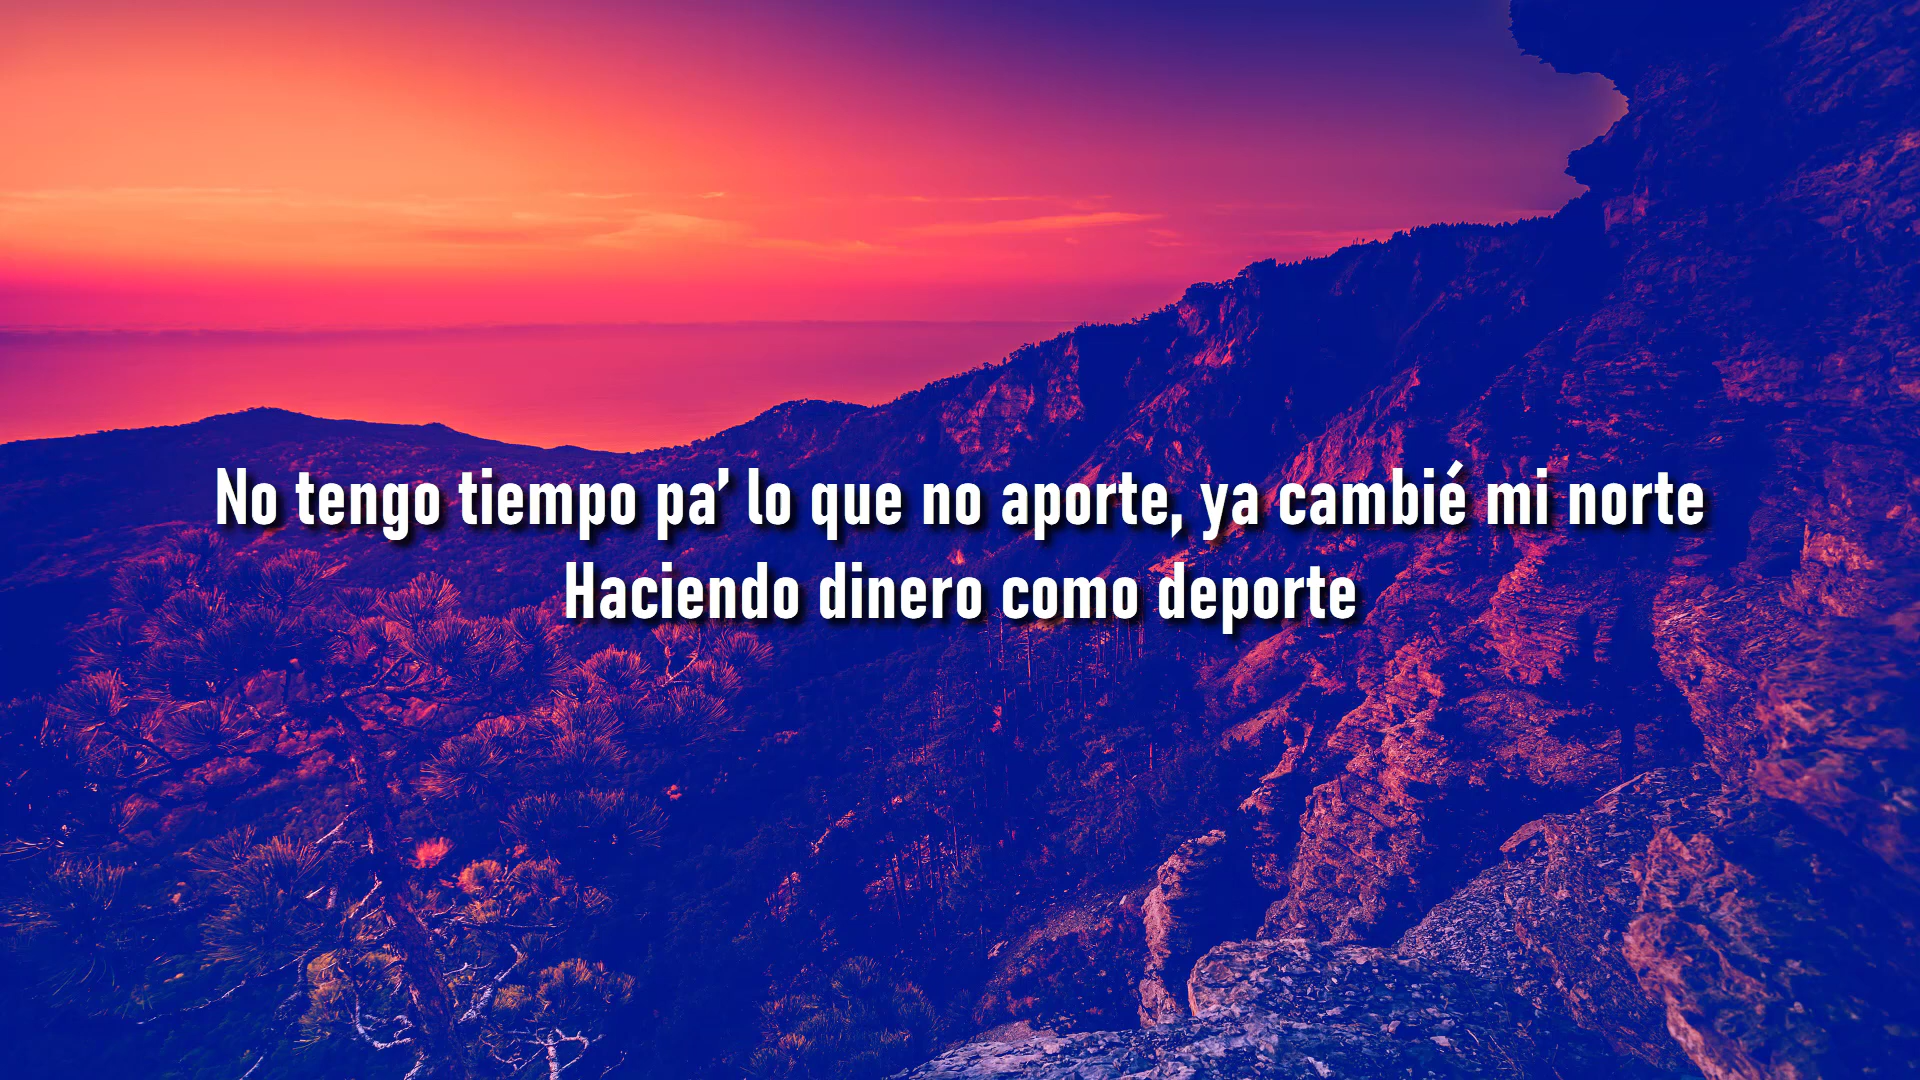 No tengo tiempo pa’ lo que no aporte, ya cambié mi norte
Haciendo dinero como deporte